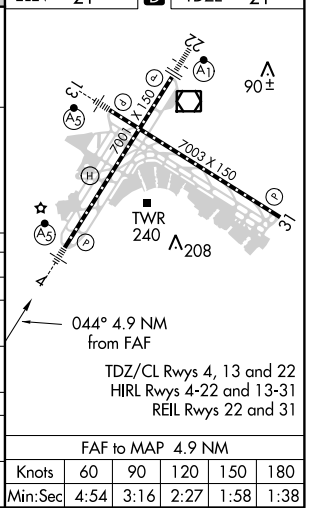 ELEV 21 D TDZE 21
22
P
A1
90±
13
P
A5
7001 X 150
7003 X 150
H
P
31
A5
TWR
240
208
P
4
044° 4.9 NM
from FAF
TDZ/CL Rwys 4, 13 and 22
HIRL Rwys 4-22 and 13-31
REIL Rwys 22 and 31
FAF to MAP 4.9 NM
Knots 60 90 120 150 180
Min:Sec 4:54 3:16 2:27 1:58 1:38